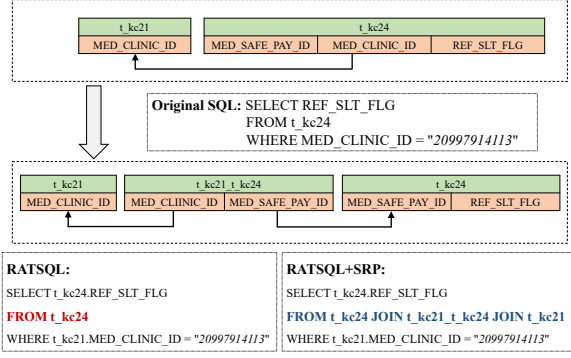 t_kc21 t_kc24
MED_CLINIC_ID MED_SAFE_PAY_ID MED_CLINIC_ID REF_SLT_FLG
Original SQL: SELECT REF_SLT_FLG
FROM t_kc24
WHERE MED_CLINIC_ID = "20997914113"
t_kc21 t_kc21_t_kc24 t_kc24
MED_CLINIC_ID MED_CLIINIC_ID MED_SAFE_PAY_ID MED_SAFE_PAY_ID REF_SLT_FLG
RATSQL:
SELECT t_kc24.REF_SLT_FLG
FROM t_kc24
WHERE t_kc21.MED_CLINIC_ID = "20997914113"
RATSQL+SRP:
SELECT t_kc24.REF_SLT_FLG
FROM t_kc24 JOIN t_kc21_t_kc24 JOIN t_kc21
WHERE t_kc21.MED_CLINIC_ID = "20997914113"